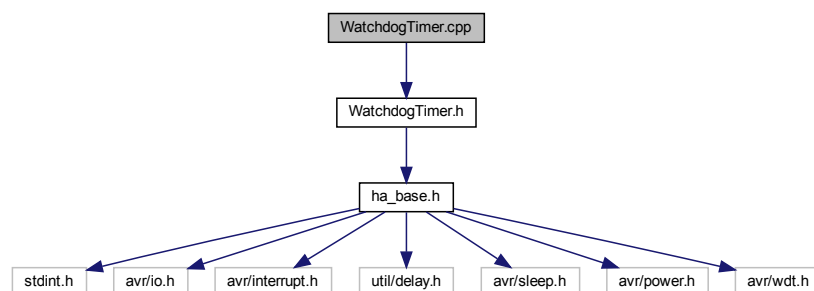 WatchdogTimer.cpp
WatchdogTimer.h
ha_base.h
stdint.h
avr/io.h
avr/interrupt.h
util/delay.h
avr/sleep.h
avr/power.h
avr/wdt.h